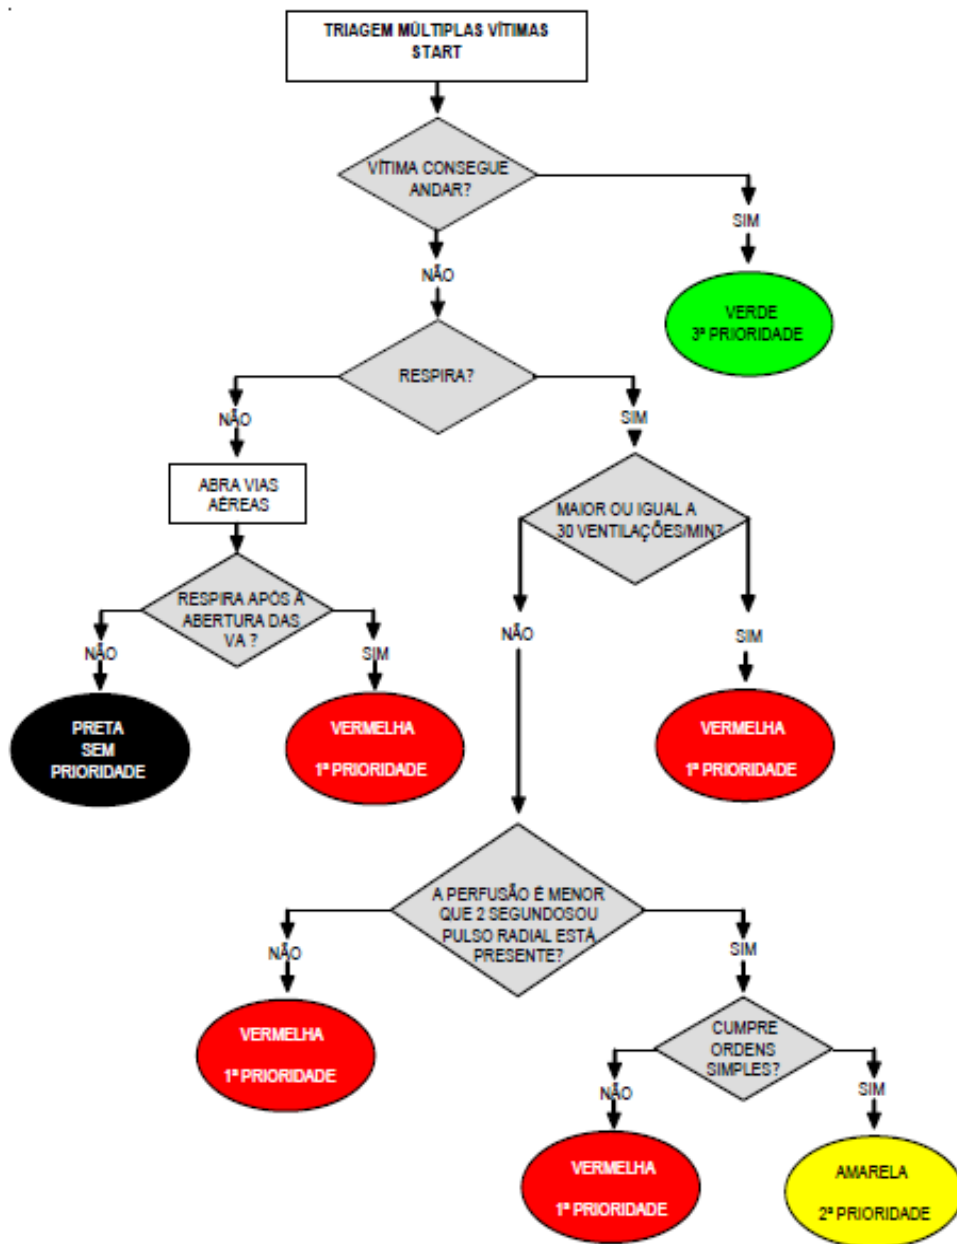 TRIAGEM MÚLTIPLAS VÍTIMAS
START
VÍTIMA CONSEGUE
ANDAR?
SIM
NÃO
VERDE
3ª PRIORIDADE
RESPIRA?
NÃO
SIM
ABRA VIAS
AÉREAS
MAIOR OU IGUAL A
30 VENTILAÇÕES/MIN?
RESPIRA APÓS A
ABERTURA DAS
VA ?
NÃO
SIM
NÃO
SIM
PRETA
SEM
PRIORIDADE
VERMELHA
1ª PRIORIDADE
VERMELHA
1ª PRIORIDADE
A PERFUSÃO É MENOR
QUE 2 SEGUNDOSOU
PULSO RADIAL ESTÁ
PRESENTE?
NÃO
SIM
VERMELHA
1ª PRIORIDADE
CUMPRE
ORDENS
SIMPLES?
NÃO
SIM
VERMELHA
1ª PRIORIDADE
AMARELA
2ª PRIORIDADE